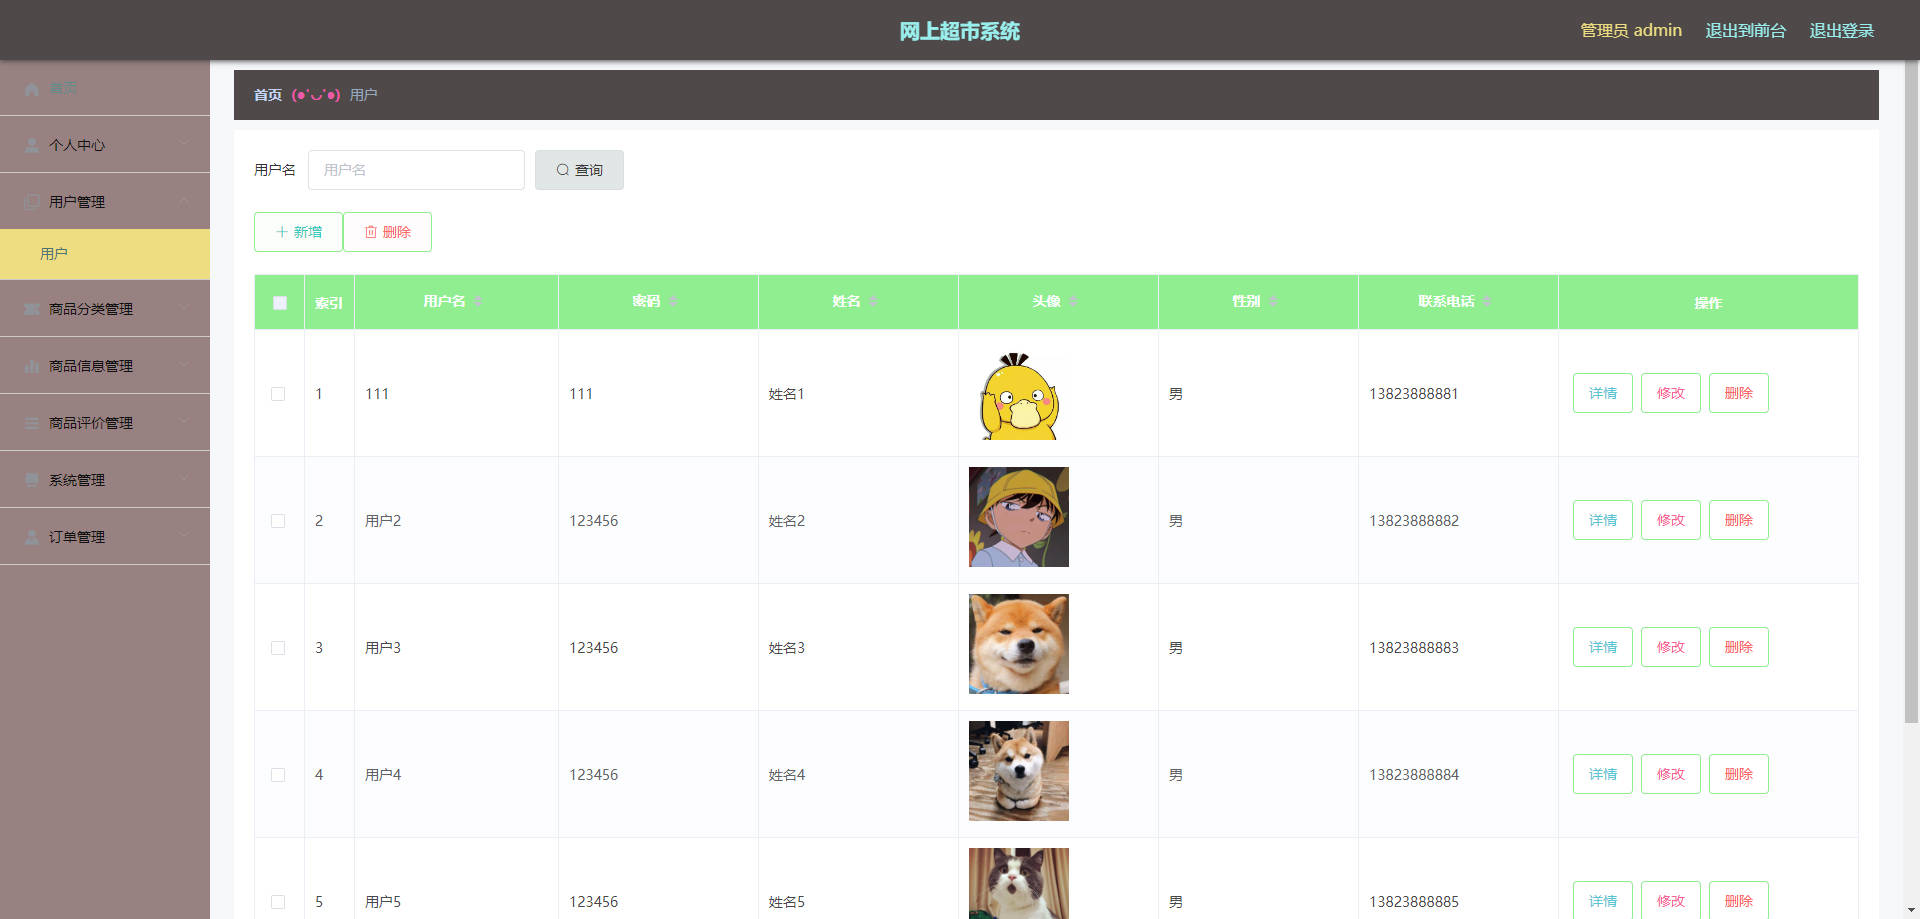 网上超市系统
管理员 admin 退出到前台 退出登录
首页
个人中心
用户管理
用户
商品分类管理
商品信息管理
商品评价管理
系统管理
订单管理
首页 (●'◡'●) 用户
用户名 用户名 查询
新增 删除
索引 用户名 密码 姓名 头像 性别 联系电话 操作
1 111 111 姓名1 男 13823888881 详情 修改 删除
2 用户2 123456 姓名2 男 13823888882 详情 修改 删除
3 用户3 123456 姓名3 男 13823888883 详情 修改 删除
4 用户4 123456 姓名4 男 13823888884 详情 修改 删除
5 用户5 123456 姓名5 男 13823888885 详情 修改 删除